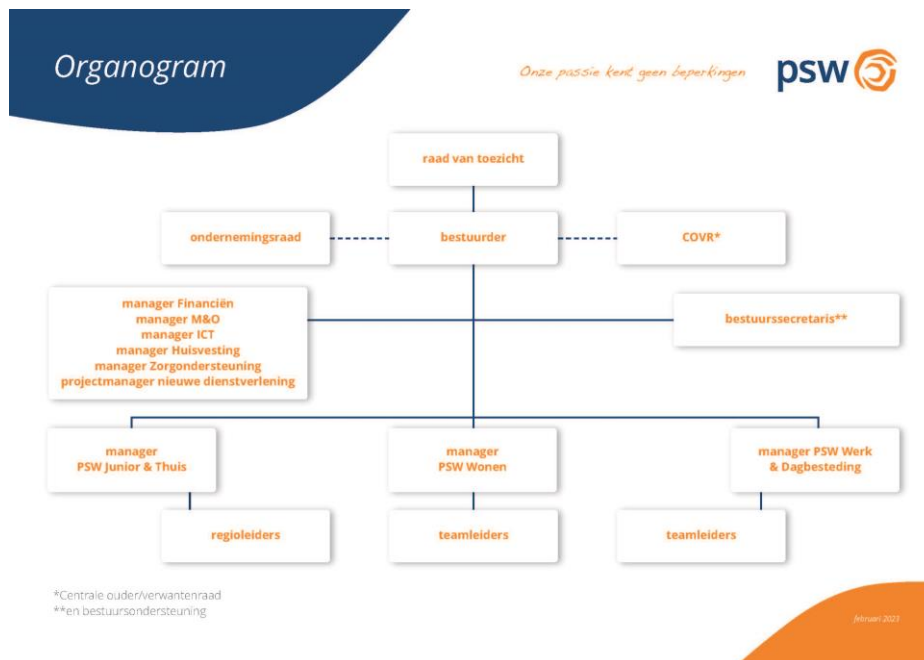 Organogram
Onze passie kent geen beperkingen
psw
raad van toezicht
ondernemingsraad
bestuurder
COVR*
manager Financiën
manager M&O
manager ICT
manager Huisvesting
manager Zorgondersteuning
projectmanager nieuwe dienstverlening
bestuurssecretaris**
manager
PSW Junior & Thuis
manager
PSW Wonen
manager PSW Werk
& Dagbesteding
regioleiders
teamleiders
teamleiders
*Centrale ouder/verwantenraad
**en bestuursondersteuning
februari 2023